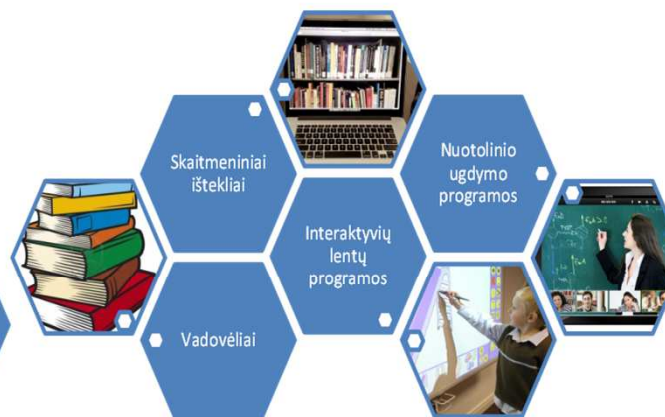 Skaitmeniniai
ištekliai
Nuotolinio
ugdymo
programos
Interaktyvių
lentų
programos
Vadovėliai